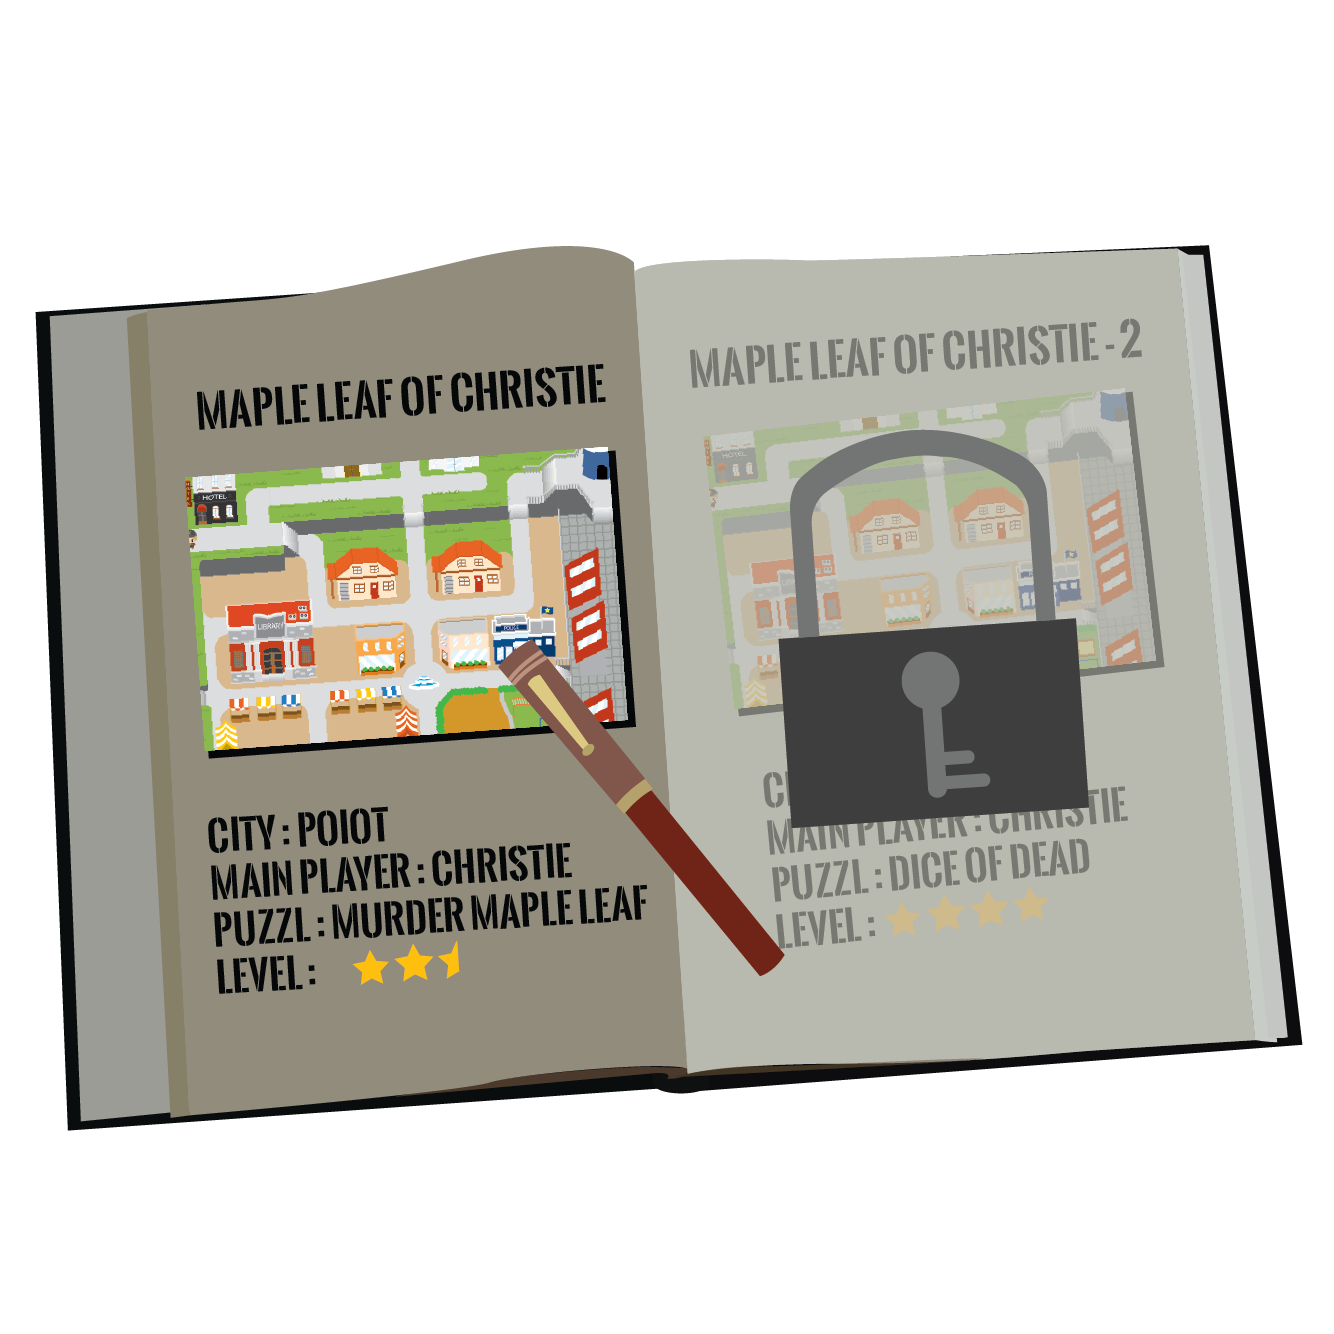 MAPLE LEAF OF CHRISTIE
HOTEL
LIBRARY
POLICE
CITY : POIOT
MAIN PLAYER : CHRISTIE
PUZZL : MURDER MAPLE LEAF
LEVEL :
MAPLE LEAF OF CHRISTIE - 2
HOTEL
MAIN PLAYER : CHRISTIE
PUZZL : DICE OF DEAD
LEVEL :